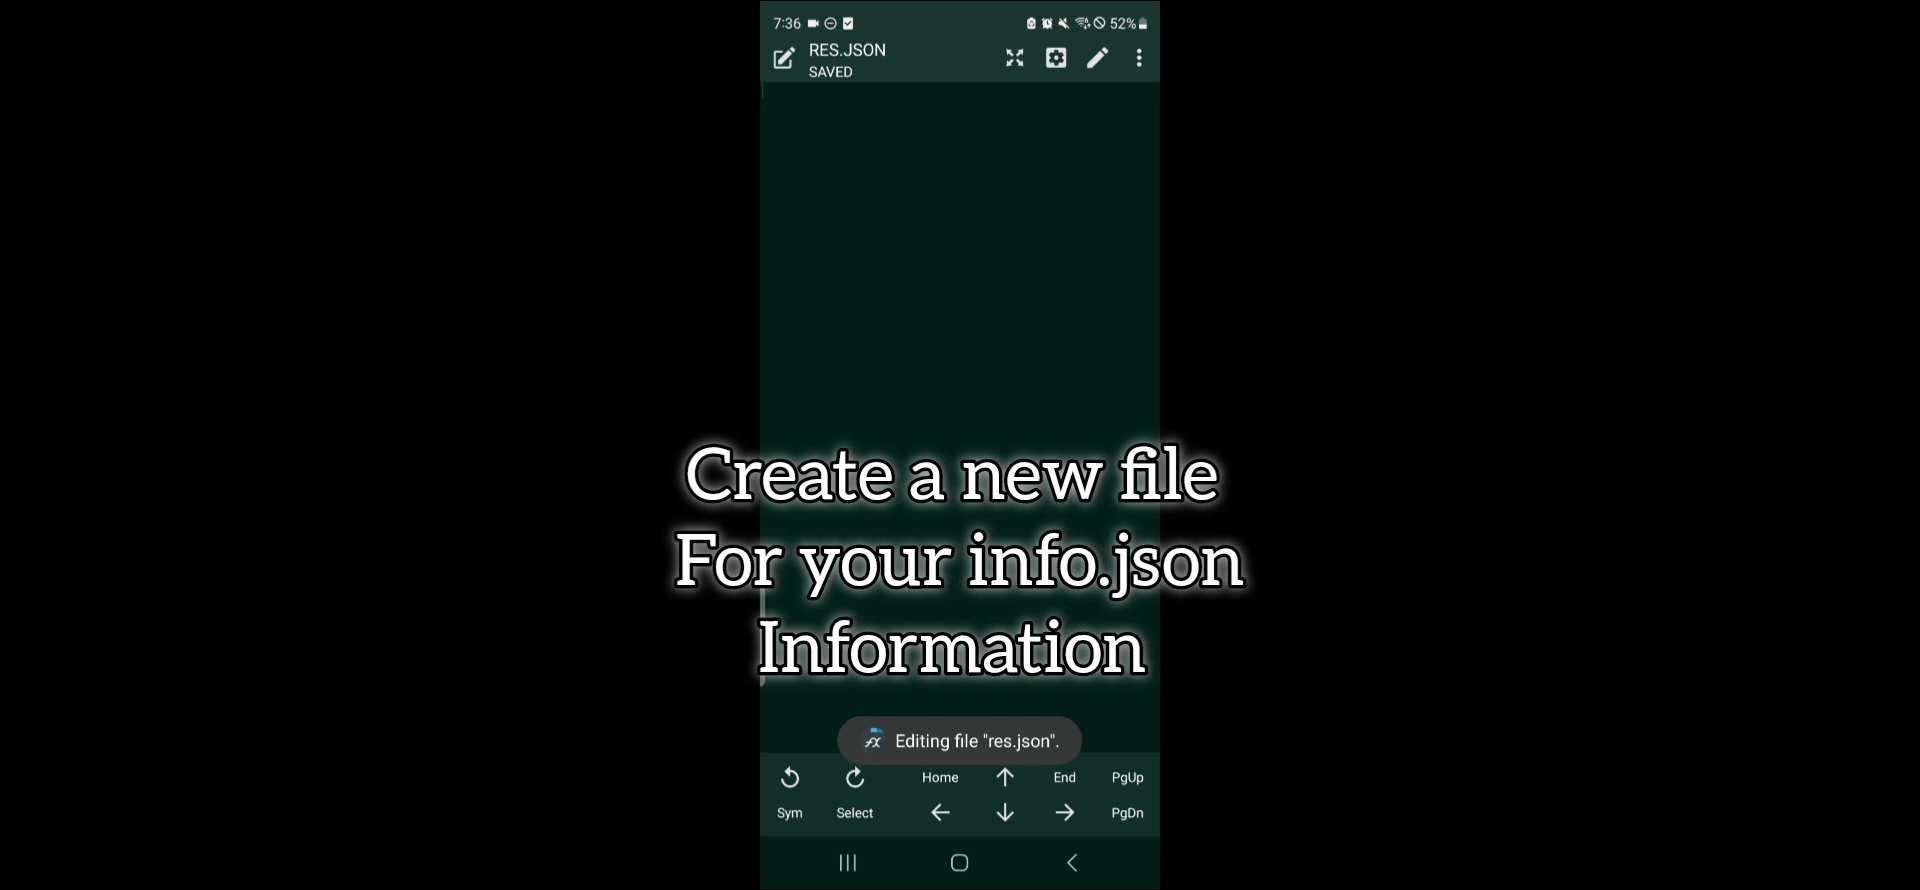 7:36 52%
RES.JSON
SAVED
Create a new file
For your info.json
Information
Editing file "res.json".
Home End PgUp
Sym Select PgDn